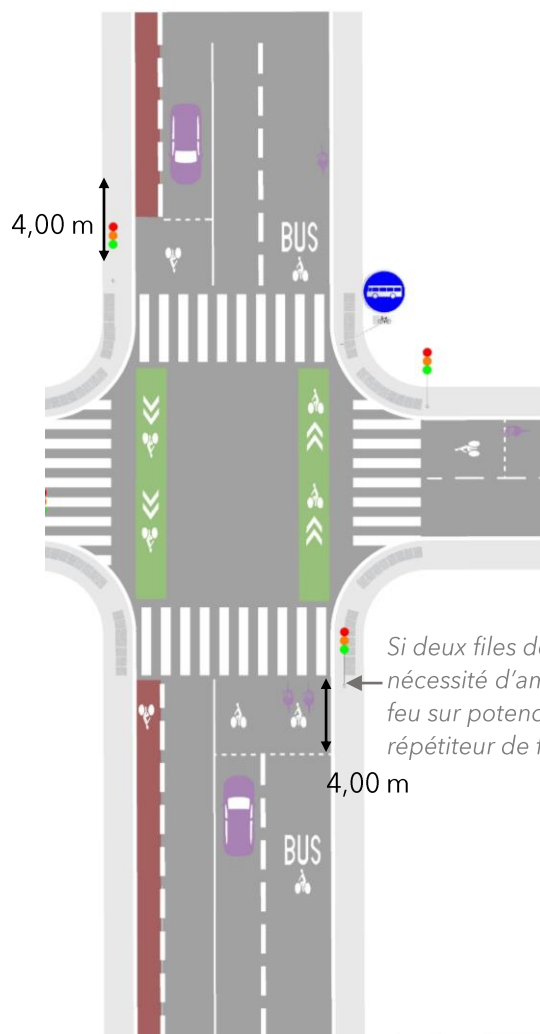 4,00 m
BUS
Si deux files de
nécessité d'am
feu sur potenc
répétiteur de f
4,00 m
BUS